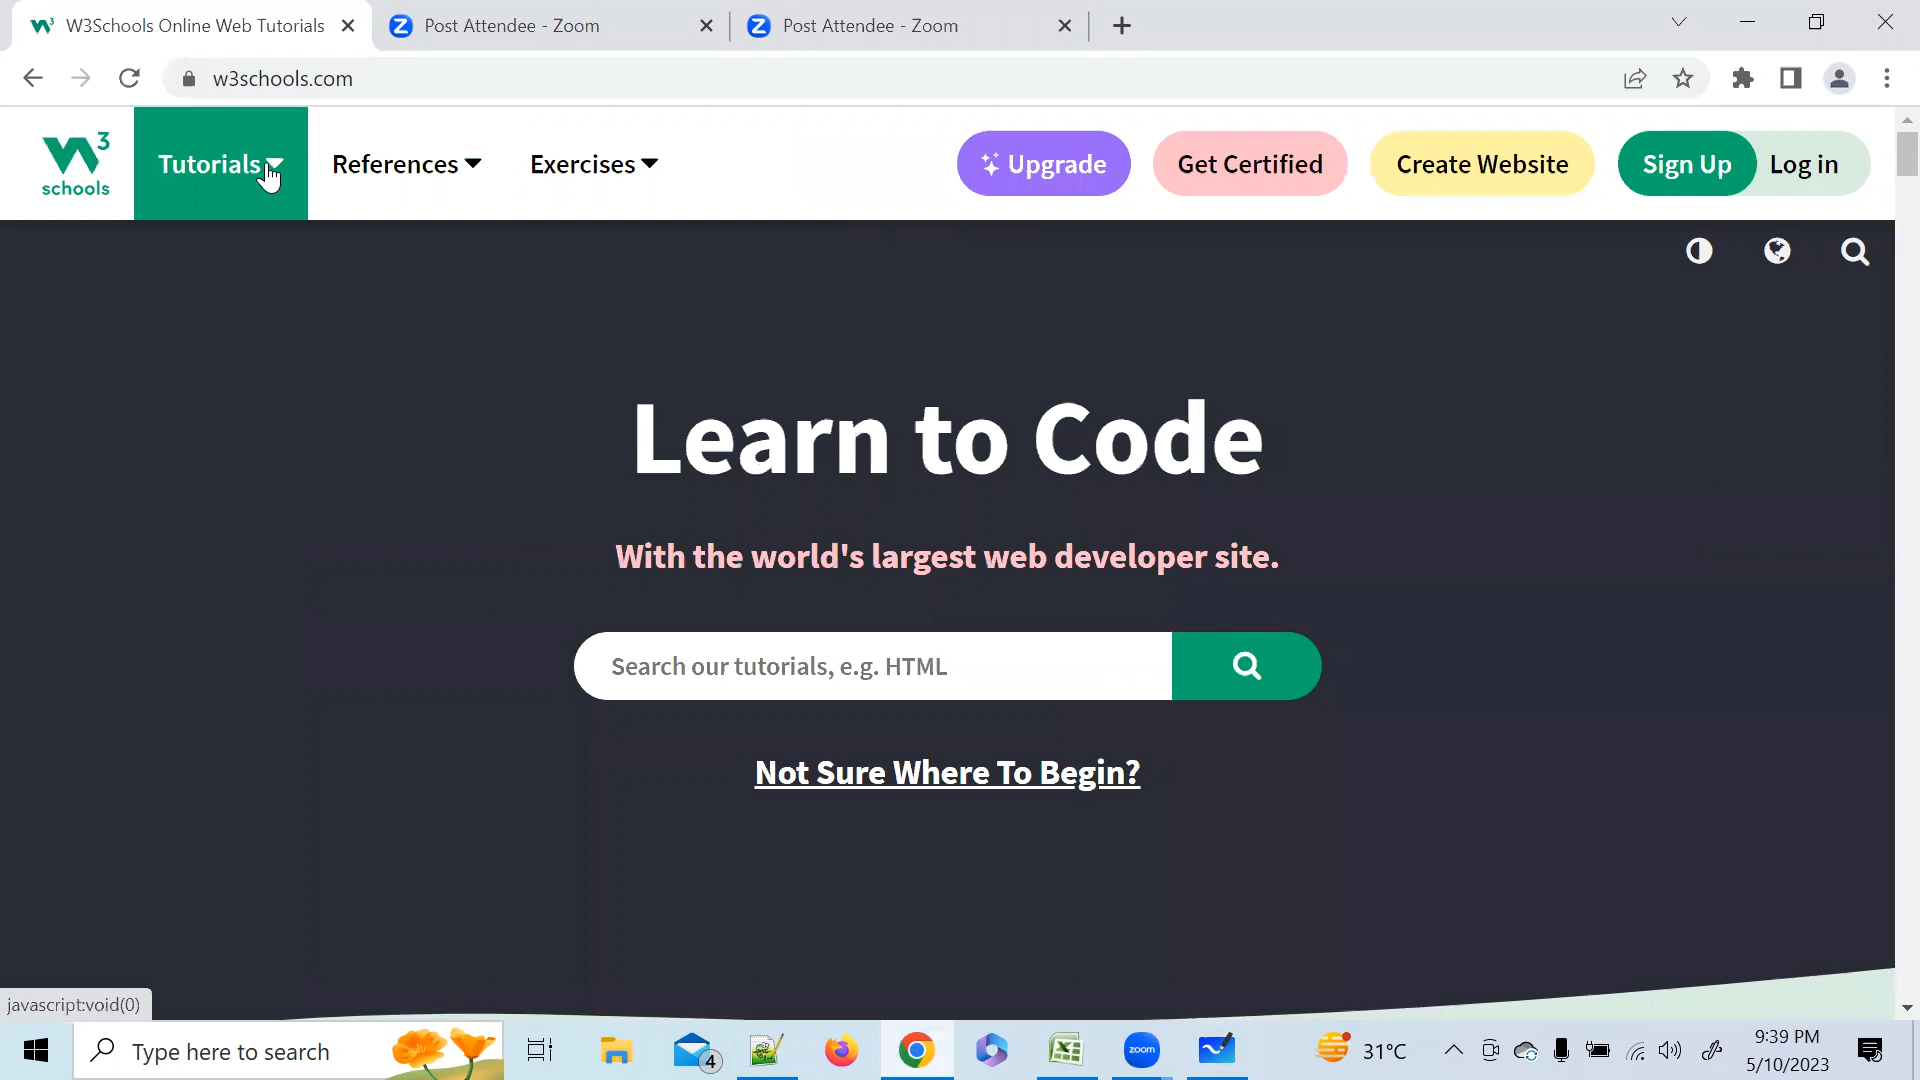 W3Schools Online Web Tutorials
Post Attendee - Zoom
Post Attendee - Zoom
w3schools.com
W3 schools
Tutorials
References
Exercises
Upgrade
Get Certified
Create Website
Sign Up
Log in
Learn to Code
With the world's largest web developer site.
Search our tutorials, e.g. HTML
Not Sure Where To Begin?
javascript:void(0)
Type here to search
4
zoom
31°C
9:39 PM
5/10/2023